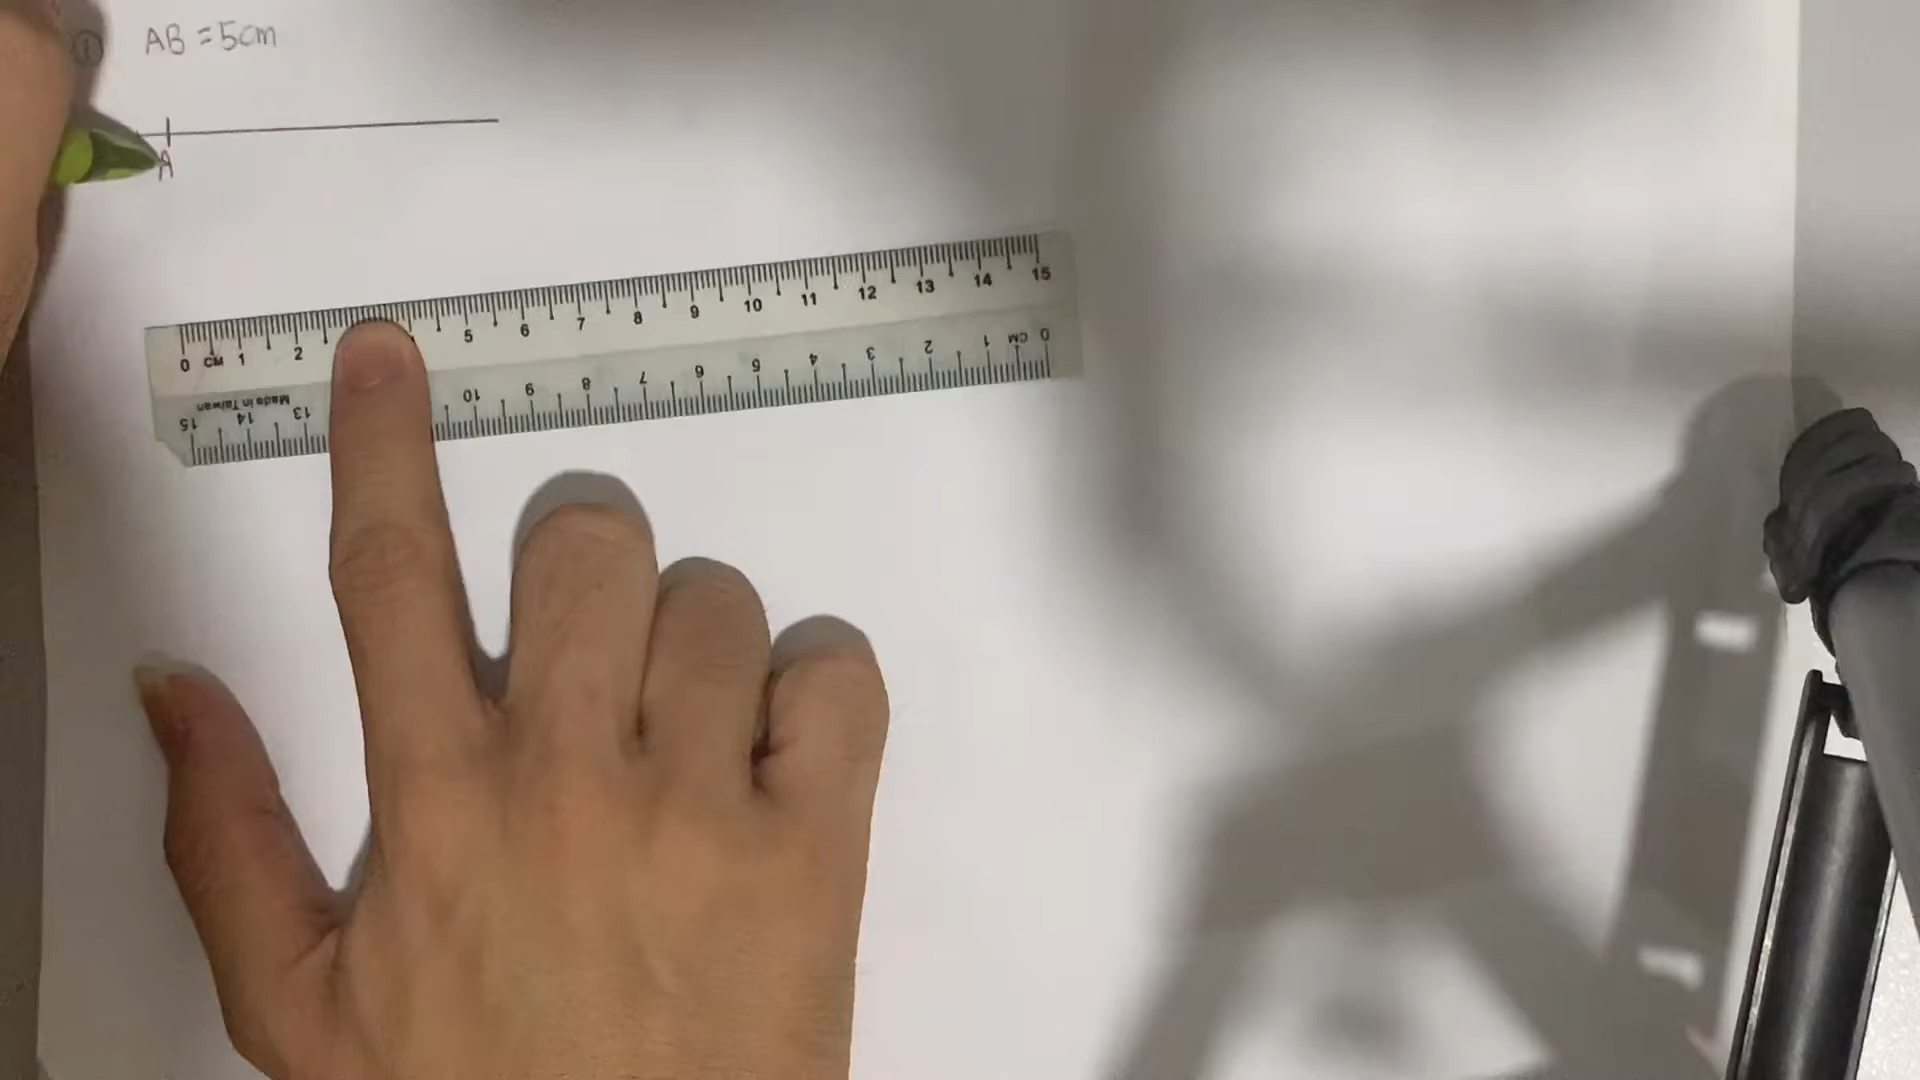 ① AB = 5cm
A
0 CM 1 2 5 6 7 8 9 10 11 12 13 14 15
15 14 13 10 9 8 7 6 5 4 3 2 1 CM 0
Made in Taiwan